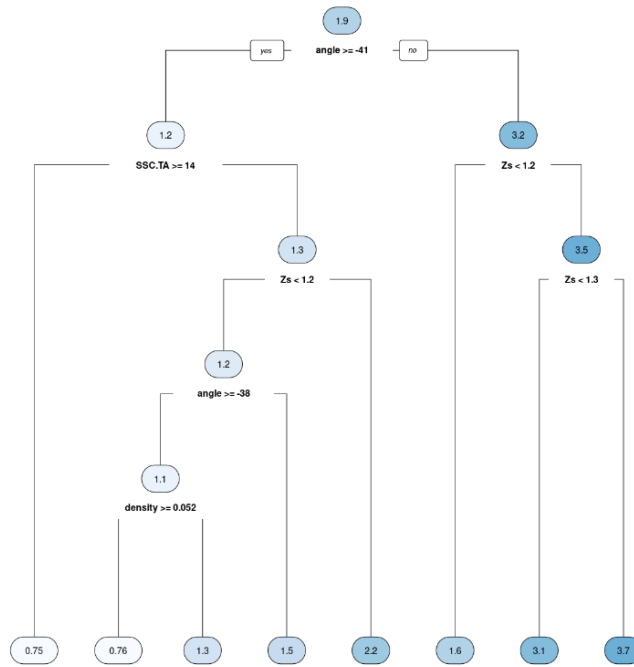 1.9
yes angle >= -41 no
1.2 3.2
SSC.TA >= 14 Zs < 1.2
1.3 3.5
Zs < 1.2 Zs < 1.3
1.2
angle >= -38
1.1
density >= 0.052
0.75 0.76 1.3 1.5 2.2 1.6 3.1 3.7